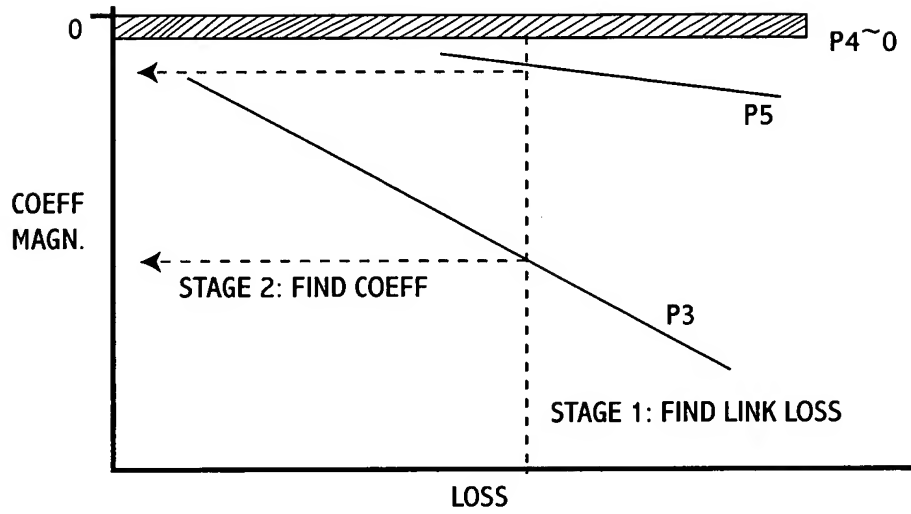 0
P4~0
P5
COEFF
MAGN.
STAGE 2: FIND COEFF
P3
STAGE 1: FIND LINK LOSS
LOSS